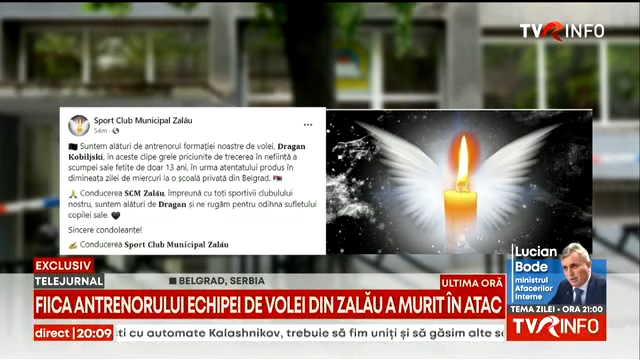 TVR INFO
Sport Club Municipal Zalău
54m
Suntem alături de antrenorul formației noastre de volei, Dragan
Kobiljski, în aceste clipe grele priciunite de trecerea în neființă a
scumpei sale fetițe de doar 13 ani, în urma atentatului produs în
dimineața zilei de miercuri la o școală privată din Belgrad.
Conducerea SCM Zalău, împreună cu toți sportivii clubului
nostru, suntem alături de Dragan și ne rugăm pentru odihna sufletului
copilei sale.
Sincere condoleanțe!
Conducerea Sport Club Municipal Zalău
EXCLUSIV
TELEJURNAL
BELGRAD, SERBIA
ULTIMA ORĂ
FIICA ANTRENORULUI ECHIPEI DE VOLEI DIN ZALĂU A MURIT ÎN ATAC
direct 20:09
cti cu automate Kalashnikov, trebuie să fim uniți și să găsim alte s
Lucian
Bode
ministrul
Afacerilor
Interne
TEMA ZILEI - ORA 21:00
TVR INFO